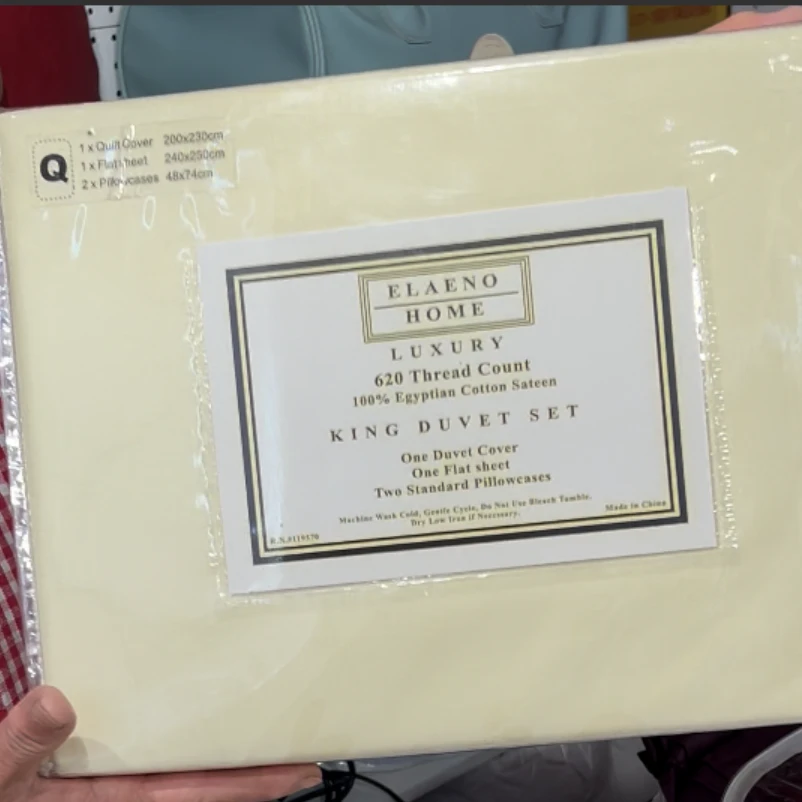 Q
1 x Quilt Cover 200x230cm
1 x Flat sheet 240x250cm
2 x Pillowcases 48x74cm
ELAENO
HOME
LUXURY
620 Thread Count
100% Egyptian Cotton Sateen
KING DUVET SET
One Duvet Cover
One Flat sheet
Two Standard Pillowcases
Machine Wash Cold, Gentle Cycle, Do Not Use Bleach Tumble.
Dry Low Iron if Necessary.
R.N.#119570
Made in China